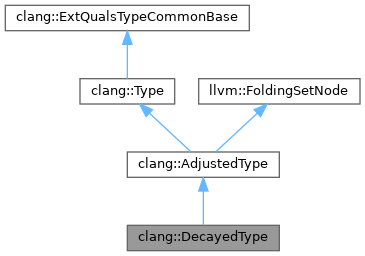 clang::ExtQualsTypeCommonBase
clang::Type
llvm::FoldingSetNode
clang::AdjustedType
clang::DecayedType